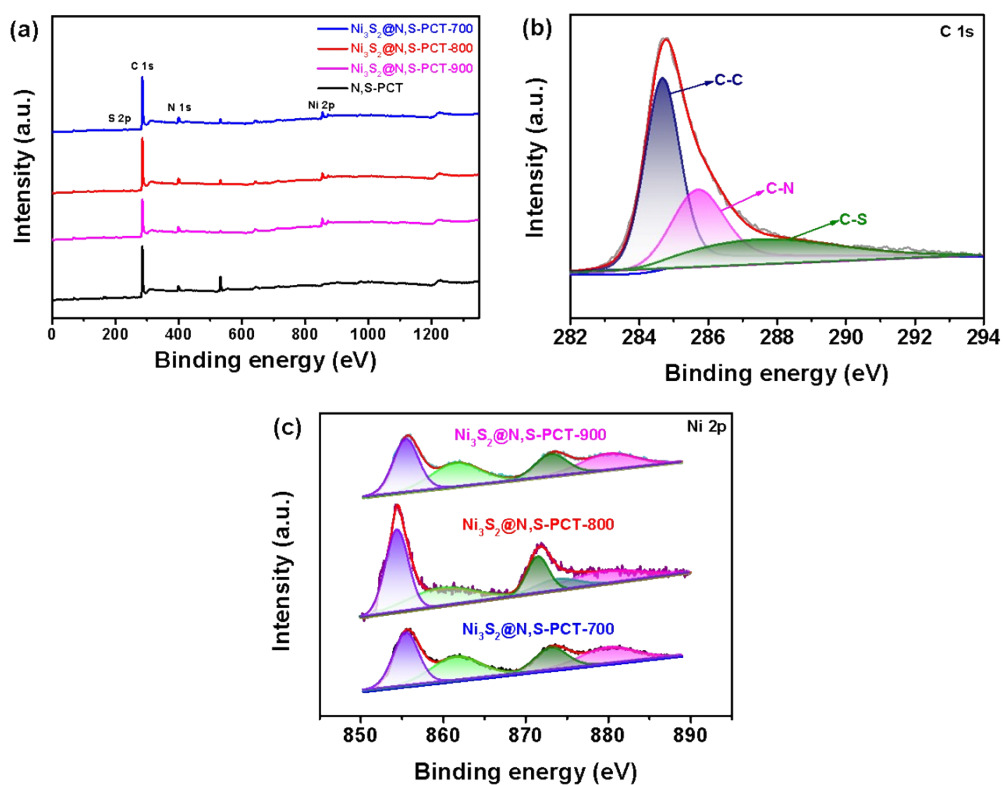 (a)
Ni3S2@N,S-PCT-700
Ni3S2@N,S-PCT-800
Ni3S2@N,S-PCT-900
N,S-PCT
C 1s
S 2p
N 1s
Ni 2p
Intensity (a.u.)
0 200 400 600 800 1000 1200
Binding energy (eV)
(b)
C 1s
C-C
C-N
C-S
Intensity (a.u.)
282 284 286 288 290 292 294
Binding energy (eV)
(c)
Ni 2p
Ni3S2@N,S-PCT-900
Ni3S2@N,S-PCT-800
Ni3S2@N,S-PCT-700
Intensity (a.u.)
850 860 870 880 890
Binding energy (eV)